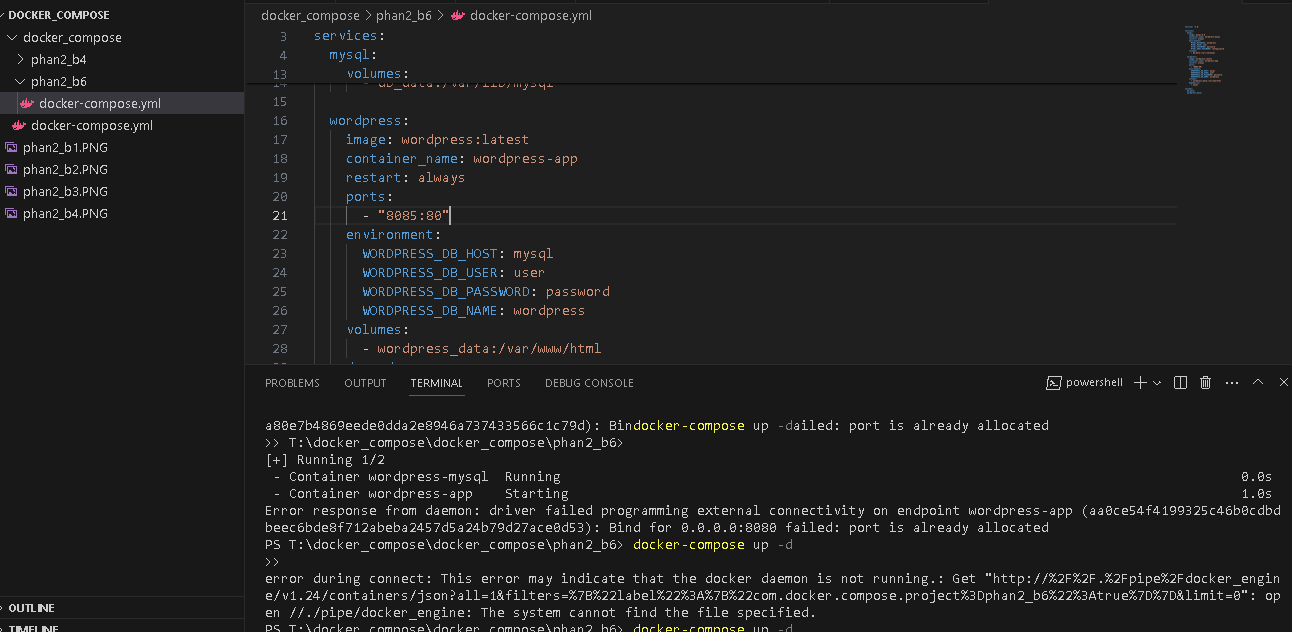 DOCKER_COMPOSE
docker_compose
phan2_b4
phan2_b6
docker-compose.yml
docker-compose.yml
phan2_b1.PNG
phan2_b2.PNG
phan2_b3.PNG
phan2_b4.PNG
OUTLINE
TIMELINE
docker_compose > phan2_b6 > docker-compose.yml
3 services:
4 mysql:
13 volumes:
14 - db_data:/var/lib/mysql
15
16 wordpress:
17 image: wordpress:latest
18 container_name: wordpress-app
19 restart: always
20 ports:
21 - "8085:80"
22 environment:
23 WORDPRESS_DB_HOST: mysql
24 WORDPRESS_DB_USER: user
25 WORDPRESS_DB_PASSWORD: password
26 WORDPRESS_DB_NAME: wordpress
27 volumes:
28 - wordpress_data:/var/www/html
PROBLEMS OUTPUT TERMINAL PORTS DEBUG CONSOLE powershell
a80e7b4869eede0dda2e8946a737433566c1c79d): Bindocker-compose up -dailed: port is already allocated
>> T:\docker_compose\docker_compose\phan2_b6>
[+] Running 1/2
- Container wordpress-mysql Running 0.0s
- Container wordpress-app Starting 1.0s
Error response from daemon: driver failed programming external connectivity on endpoint wordpress-app (aa0ce54f4199325c46b0cdbd
beec6bde8f712abeba2457d5a24b79d27ace0d53): Bind for 0.0.0.0:8080 failed: port is already allocated
PS T:\docker_compose\docker_compose\phan2_b6> docker-compose up -d
>>
error during connect: This error may indicate that the docker daemon is not running.: Get "http://%2F%2F.%2Fpipe%2Fdocker_engin
e/v1.24/containers/json?all=1&filters=%7B%22label%22%3A%7B%22com.docker.compose.project%3Dphan2_b6%22%3Atrue%7D%7D&limit=0": op
en //./pipe/docker_engine: The system cannot find the file specified.
PS T:\docker_compose\docker_compose\phan2_b6> docker-compose up -d